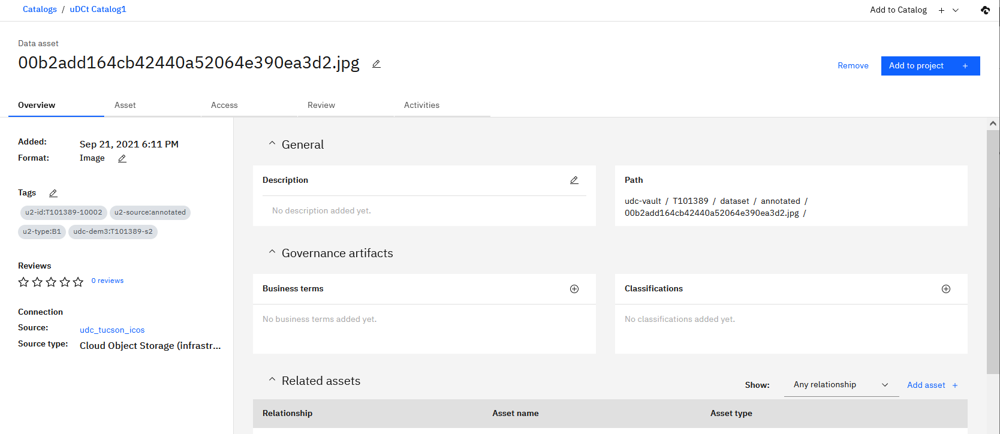 Catalogs / uDCt Catalog1
Add to Catalog +
Data asset
00b2add164cb42440a52064e390ea3d2.jpg
Remove
Add to project +
Overview
Asset
Access
Review
Activities
Added: Sep 21, 2021 6:11 PM
Format: Image
Tags
u2-id:T101389-10002 u2-source:annotated
u2-type:B1 udc-dem3:T101389-s2
Reviews
0 reviews
Connection
Source: udc_tucson_icos
Source type: Cloud Object Storage (infrastr...
General
Description
No description added yet.
Path
udc-vault / T101389 / dataset / annotated /
00b2add164cb42440a52064e390ea3d2.jpg /
Governance artifacts
Business terms
No business terms added yet.
Classifications
No classifications added yet.
Related assets
Show: Any relationship
Add asset +
Relationship Asset name Asset type